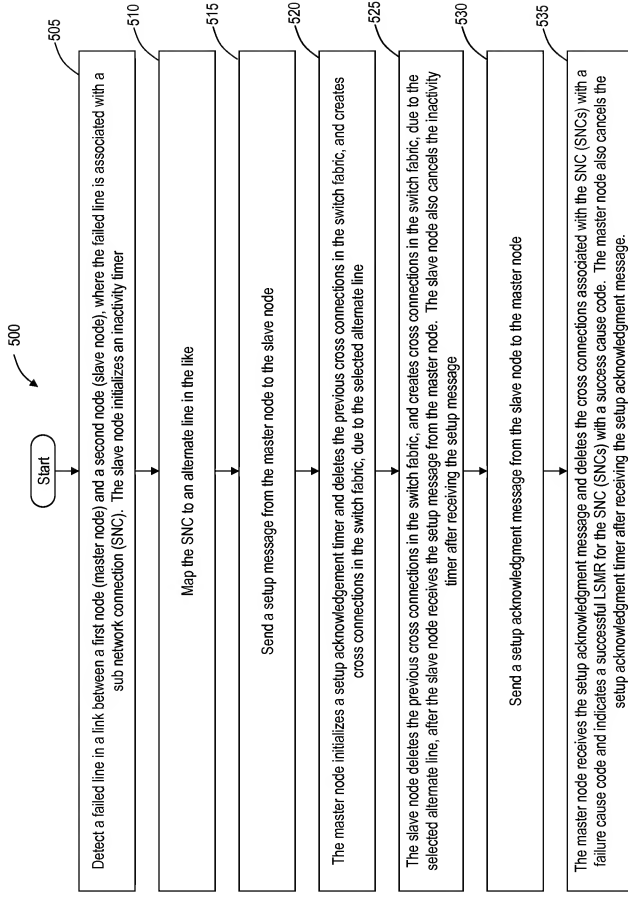 500
Start
505
Detect a failed line in a link between a first node (master node) and a second node (slave node), where the failed line is associated with a
sub network connection (SNC).  The slave node initializes an inactivity timer
510
Map the SNC to an alternate line in the like
515
Send a setup message from the master node to the slave node
520
The master node initializes a setup acknowledgement timer and deletes the previous cross connections in the switch fabric, and creates
cross connections in the switch fabric, due to the selected alternate line
525
The slave node deletes the previous cross connections in the switch fabric, and creates cross connections in the switch fabric, due to the
selected alternate line, after the slave node receives the setup message from the master node.  The slave node also cancels the inactivity
timer after receiving the setup message
530
Send a setup acknowledgment message from the slave node to the master node
535
The master node receives the setup acknowledgment message and deletes the cross connections associated with the SNC (SNCs) with a
failure cause code and indicates a successful LSMR for the SNC (SNCs) with a success cause code.  The master node also cancels the
setup acknowledgment timer after receiving the setup acknowledgment message.